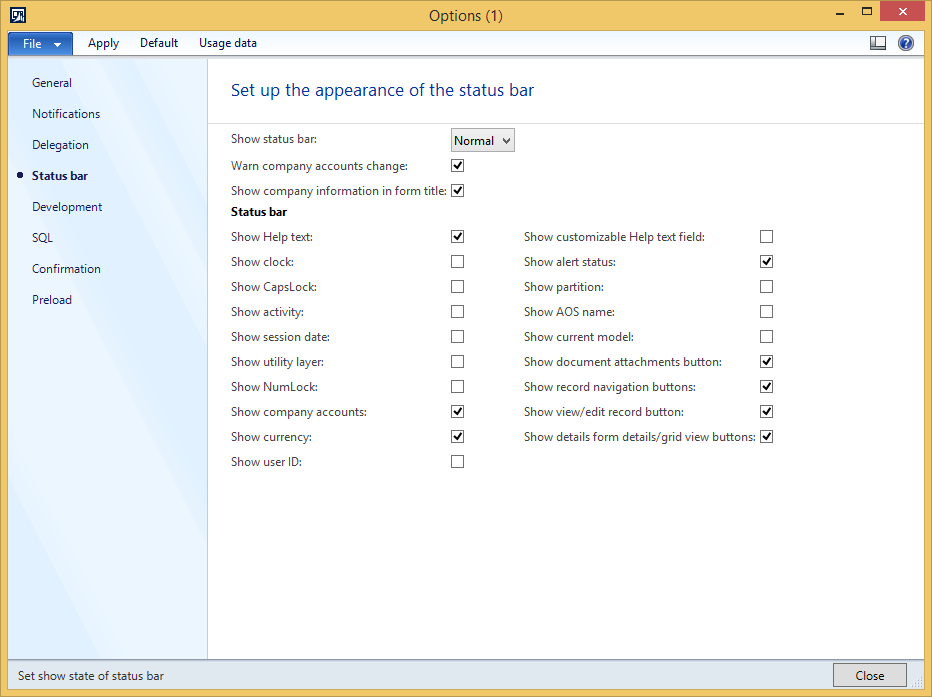 Options (1)
File Apply Default Usage data
General
Notifications
Delegation
Status bar
Development
SQL
Confirmation
Preload
Set up the appearance of the status bar
Show status bar: Normal
Warn company accounts change:
Show company information in form title:
Status bar
Show Help text:
Show clock:
Show CapsLock:
Show activity:
Show session date:
Show utility layer:
Show NumLock:
Show company accounts:
Show currency:
Show user ID:
Show customizable Help text field:
Show alert status:
Show partition:
Show AOS name:
Show current model:
Show document attachments button:
Show record navigation buttons:
Show view/edit record button:
Show details form details/grid view buttons:
Set show state of status bar
Close